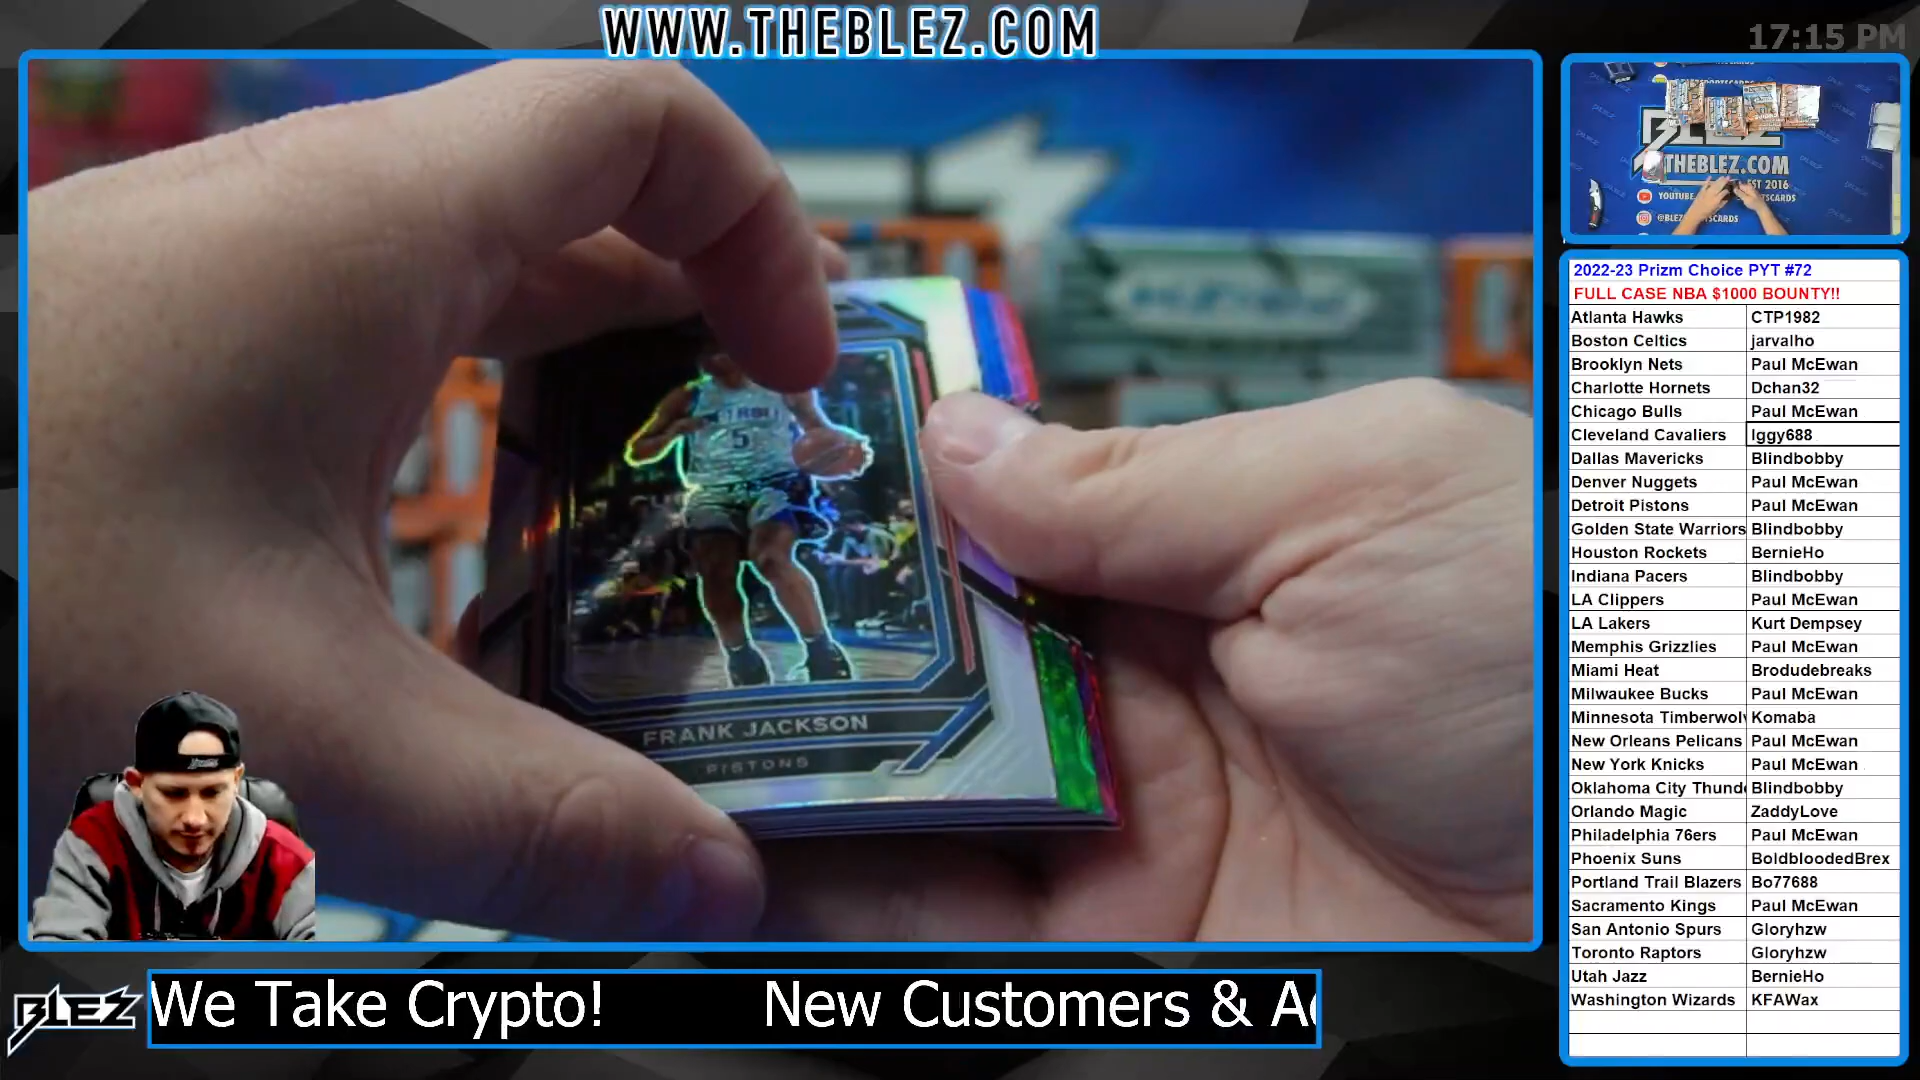 WWW.THEBLEZ.COM
17:15 PM
BLEZ
THEBLEZ.COM
EST 2016
2022-23 Prizm Choice PYT #72
FULL CASE NBA $1000 BOUNTY!!
Atlanta Hawks CTP1982
Boston Celtics jarvalho
Brooklyn Nets Paul McEwan
Charlotte Hornets Dchan32
Chicago Bulls Paul McEwan
Cleveland Cavaliers Iggy688
Dallas Mavericks Blindbobby
Denver Nuggets Paul McEwan
Detroit Pistons Paul McEwan
Golden State Warriors Blindbobby
Houston Rockets BernieHo
Indiana Pacers Blindbobby
LA Clippers Paul McEwan
LA Lakers Kurt Dempsey
Memphis Grizzlies Paul McEwan
Miami Heat Brodudebreaks
Milwaukee Bucks Paul McEwan
Minnesota Timberwolv Komaba
New Orleans Pelicans Paul McEwan
New York Knicks Paul McEwan
Oklahoma City Thund Blindbobby
Orlando Magic ZaddyLove
Philadelphia 76ers Paul McEwan
Phoenix Suns BoldbloodedBrex
Portland Trail Blazers Bo77688
Sacramento Kings Paul McEwan
San Antonio Spurs Gloryhzw
Toronto Raptors Gloryhzw
Utah Jazz BernieHo
Washington Wizards KFAWax
5
FRANK JACKSON
PISTONS
BLEZ
We Take Crypto! New Customers &